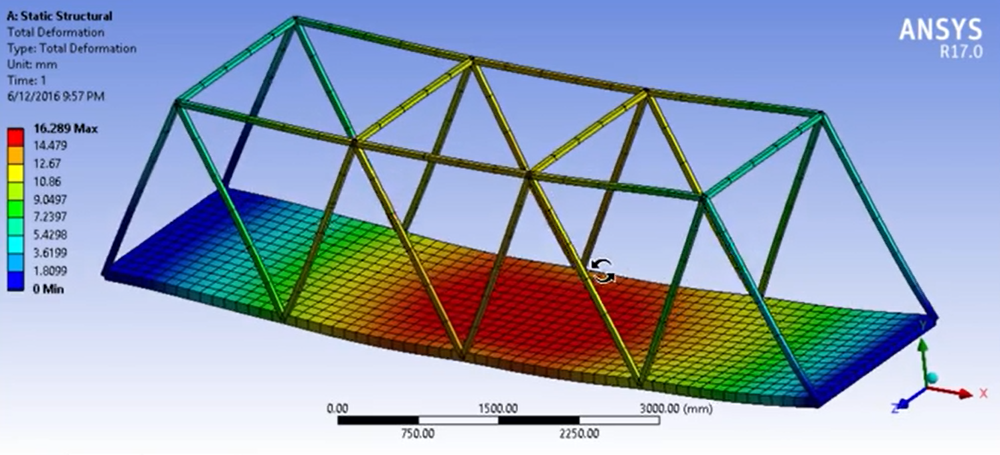 A: Static Structural
Total Deformation
Type: Total Deformation
Unit: mm
Time: 1
6/12/2016 9:57 PM
16.289 Max
14.479
12.67
10.86
9.0497
7.2397
5.4298
3.6199
1.8099
0 Min
ANSYS
R17.0
0.00 1500.00 3000.00 (mm)
750.00 2250.00
Y
X
Z